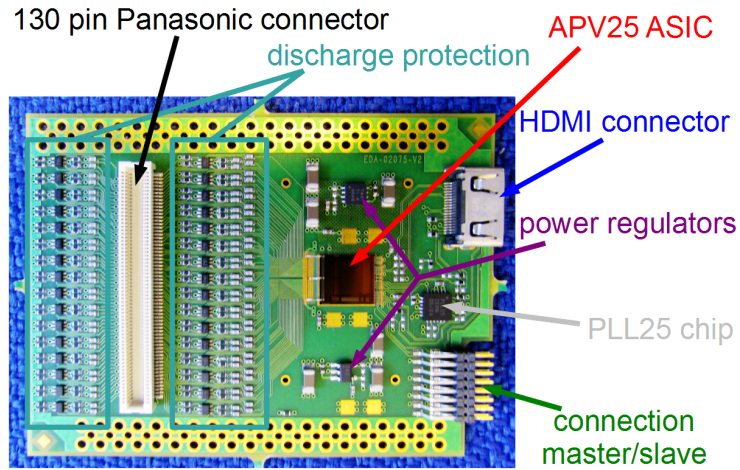 130 pin Panasonic connector
APV25 ASIC
discharge protection
HDMI connector
EDA-02075-V2
power regulators
PLL25 chip
connection
master/slave